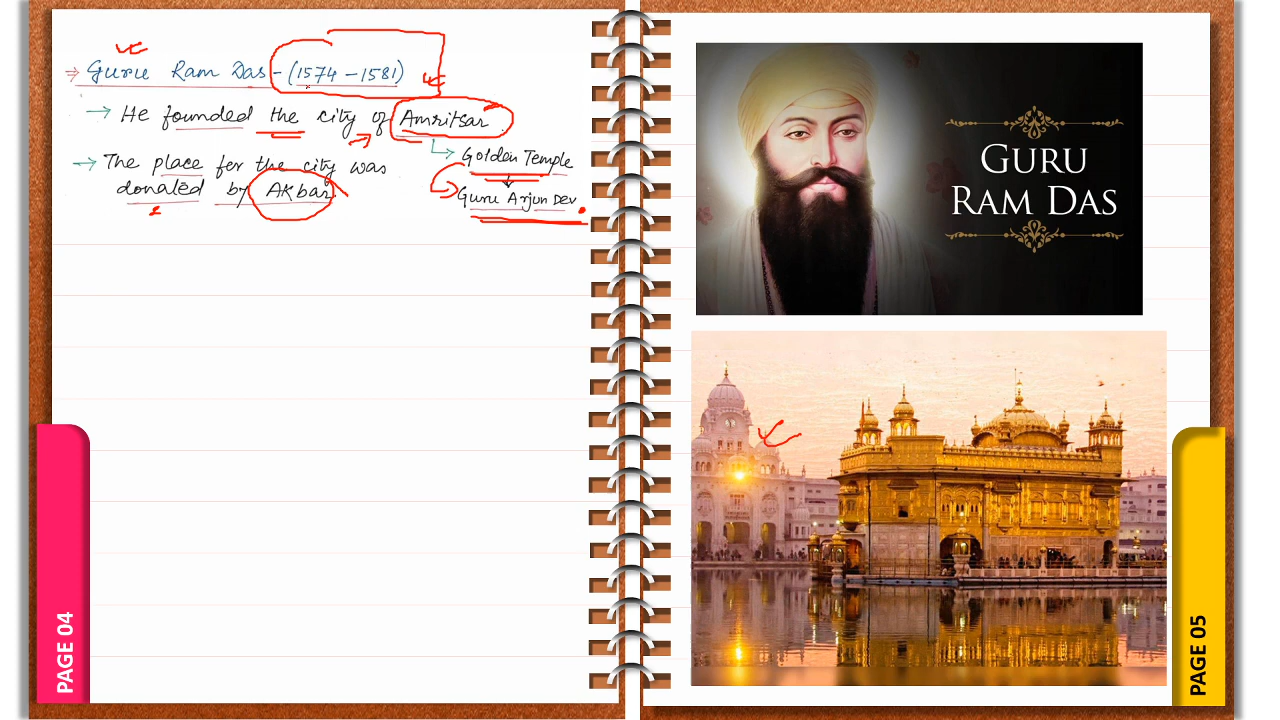 ⇒ Guru Ram Das - (1574 - 1581)
→ He founded the city of Amritsar
→ Golden Temple
→ The place for the city was
donated by Akbar.
Guru Arjun Dev.
PAGE 04
GURU
RAM DAS
PAGE 05